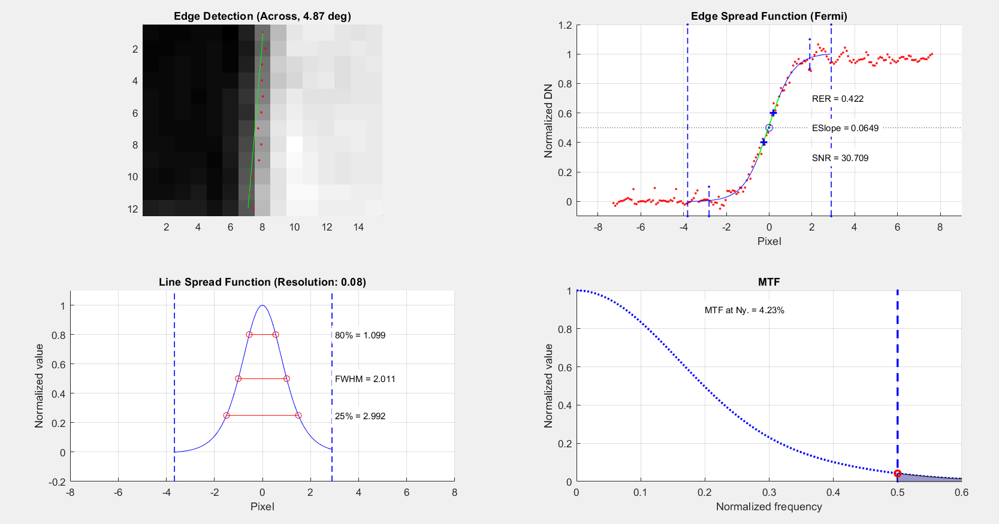 Edge Detection (Across, 4.87 deg)
2
4
6
8
10
12
2 4 6 8 10 12 14
Edge Spread Function (Fermi)
1.2
1
0.8
0.6
0.4
0.2
0
Normalized DN
RER = 0.422
ESlope = 0.0649
SNR = 30.709
-8 -6 -4 -2 0 2 4 6 8
Pixel
Line Spread Function (Resolution: 0.08)
1
0.8
0.6
0.4
0.2
0
-0.2
Normalized value
80% = 1.099
FWHM = 2.011
25% = 2.992
-8 -6 -4 -2 0 2 4 6 8
Pixel
MTF
1
0.8
0.6
0.4
0.2
0
Normalized value
MTF at Ny. = 4.23%
0 0.1 0.2 0.3 0.4 0.5 0.6
Normalized frequency